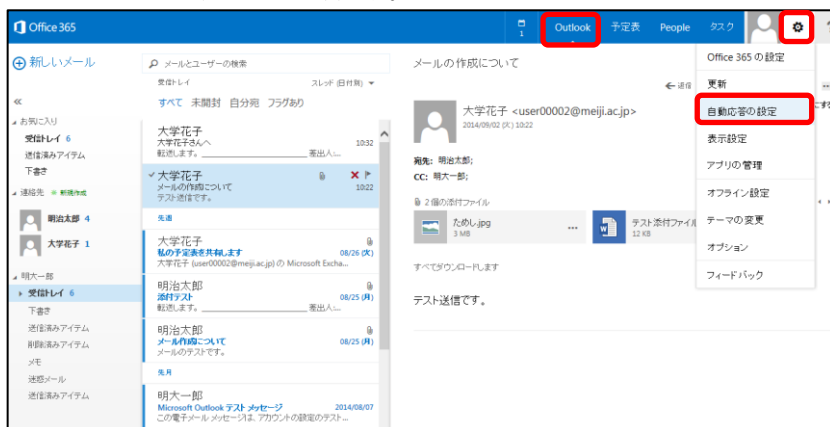 Office 365
1
Outlook
予定表
People
タスク
?
新しいメール
メールとユーザーの検索
受信トレイ
スレッド (日付別)
すべて 未開封 自分宛 フラグあり
«
お気に入り
受信トレイ 6
送信済みアイテム
下書き
連絡先
新規作成
明治太郎 4
大学花子 1
明大一郎
受信トレイ 6
下書き
送信済みアイテム
削除済みアイテム
メモ
迷惑メール
送信済みアイテム
大学花子
大学花子さんへ 10:32
転送します。 差出人:...
大学花子
メールの作成について 10:22
テスト送信です。
先週
大学花子
私の予定表を共有します 08/26 (火)
大学花子 (user00002@meiji.ac.jp) の Microsoft Excha...
明治太郎
添付テスト 08/25 (月)
転送します。 差出人:...
明治太郎
メール作成について 08/25 (月)
メールのテストです。
先月
明大一郎
Microsoft Outlook テスト メッセージ 2014/08/07
この電子メール メッセージは、アカウントの設定のテスト...
メールの作成について
返信
大学花子 <user00002@meiji.ac.jp>
2014/09/02 (火) 10:22
宛先: 明治太郎;
CC: 明大一郎;
2 個の添付ファイル
ためし.jpg
3 MB
テスト添付ファイル
12 KB
すべてダウンロードします
テスト送信です。
Office 365 の設定
更新
自動応答の設定
表示設定
アプリの管理
オフライン設定
テーマの変更
オプション
フィードバック